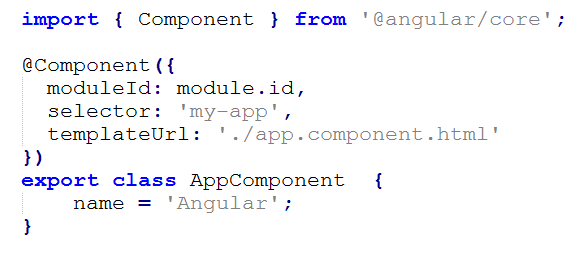 import { Component } from '@angular/core';
@Component({
  moduleId: module.id,
  selector: 'my-app',
  templateUrl: './app.component.html'
})
export class AppComponent  {
    name = 'Angular';
}